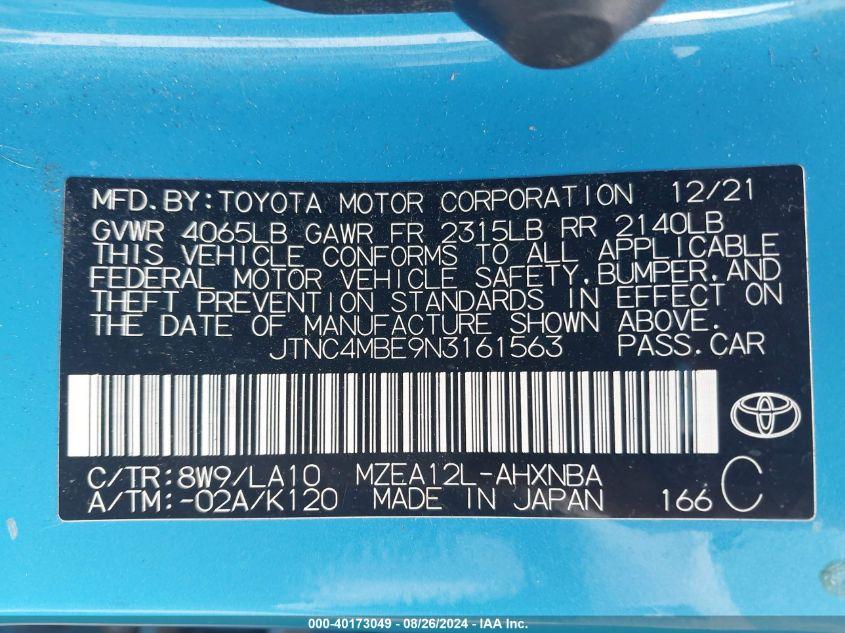 MFD.BY:TOYOTA MOTOR CORPORATION 12/21
GVWR 4065LB GAWR FR 2315LB RR 2140LB
THIS VEHICLE CONFORMS TO ALL APPLICABLE
FEDERAL MOTOR VEHICLE SAFETY,BUMPER,AND
THEFT PREVENTION STANDARDS IN EFFECT ON
THE DATE OF MANUFACTURE SHOWN ABOVE.
JTNC4MBE9N3161563 PASS.CAR
C/TR:8W9/LA10 MZEA12L-AHXNBA
A/TM:-02A/K120 MADE IN JAPAN 166 C
000-40173049 - 08/26/2024 - IAA Inc.